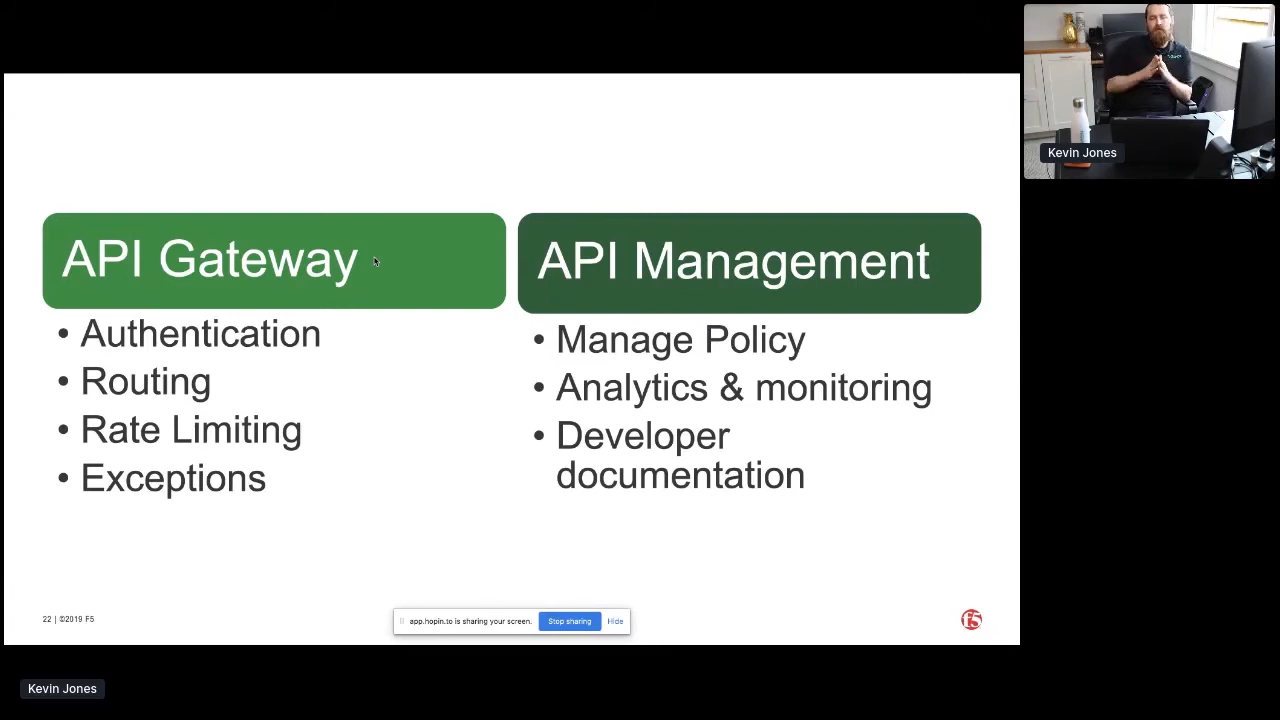 Kevin Jones
API Gateway
• Authentication
• Routing
• Rate Limiting
• Exceptions
API Management
• Manage Policy
• Analytics & monitoring
• Developer
documentation
22 | ©2019 F5
app.hopin.to is sharing your screen.
Stop sharing
Hide
f5
Kevin Jones